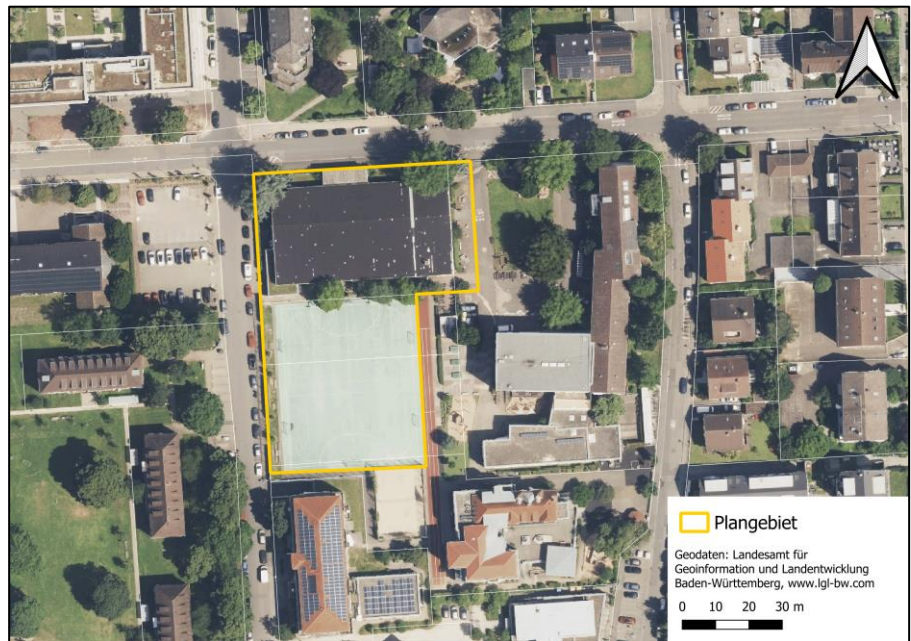 Plangebiet
Geodaten: Landesamt für
Geoinformation und Landentwicklung
Baden-Württemberg, www.lgl-bw.com
0 10 20 30 m